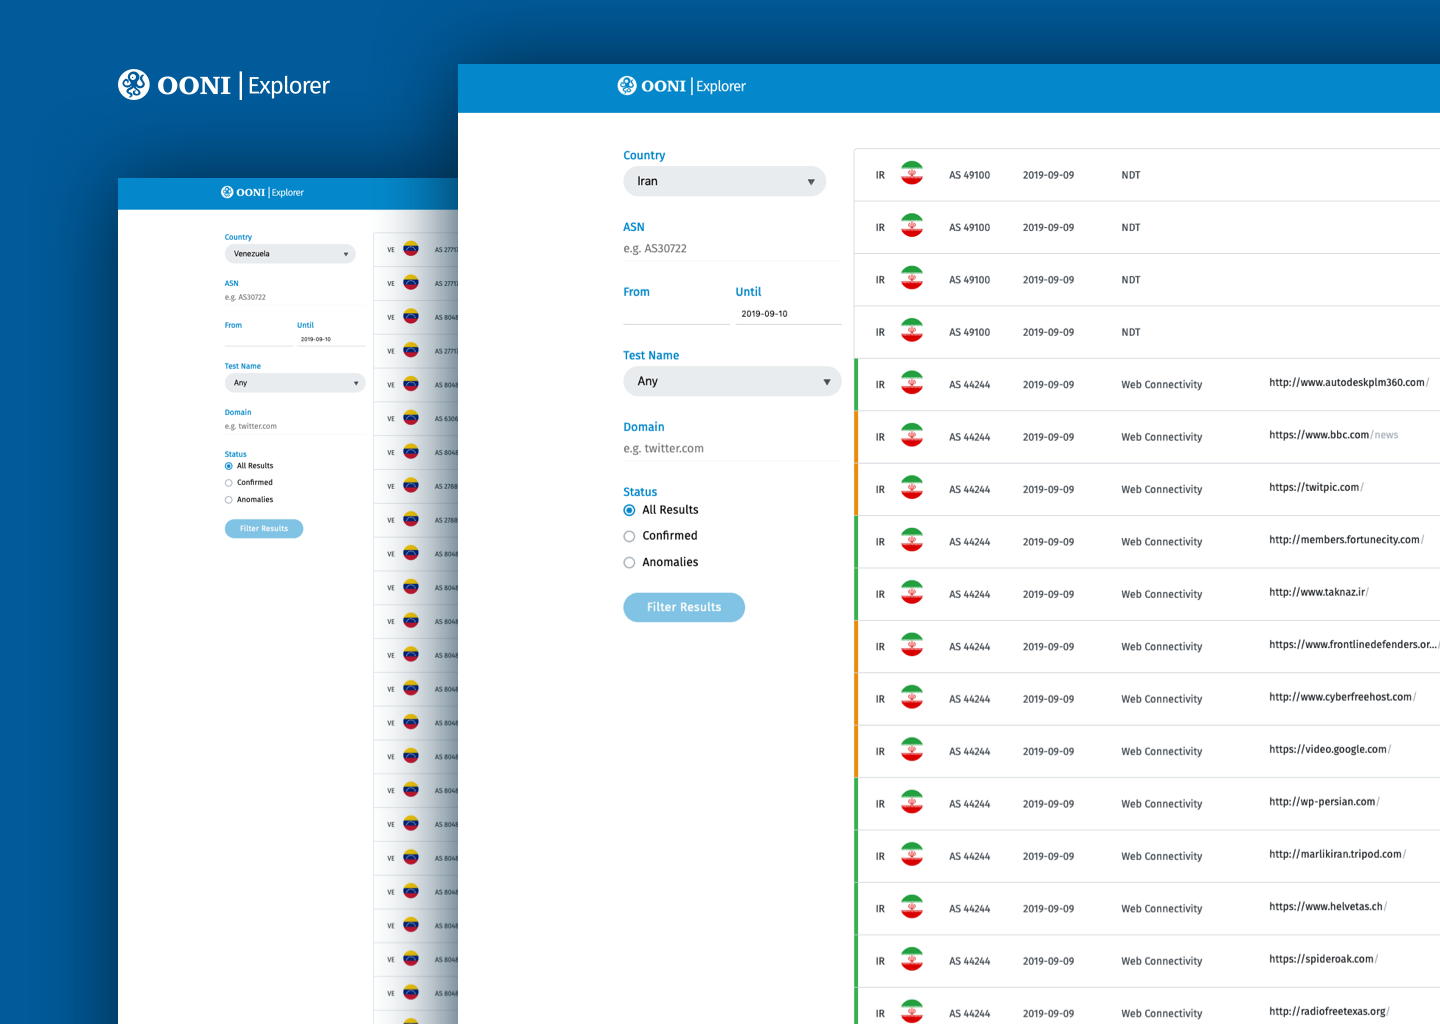 OONI | Explorer
OONI | Explorer
Country
Venezuela
ASN
e.g. AS30722
From Until
2019-09-10
Test Name
Any
Domain
e.g. twitter.com
Status
All Results
Confirmed
Anomalies
Filter Results
VE
VE
VE AS 8048
VE
VE AS 8048
VE AS 6306
VE AS 8048
VE
VE
VE AS 8048
VE AS 8048
VE AS 8048
VE AS 8048
VE AS 8048
VE AS 8048
VE AS 8048
VE AS 8048
VE AS 8048
VE AS 8048
VE AS 8048
VE AS 8048
VE AS 8048
VE AS 8048
OONI | Explorer
Country
Iran
ASN
e.g. AS30722
From Until
2019-09-10
Test Name
Any
Domain
e.g. twitter.com
Status
All Results
Confirmed
Anomalies
Filter Results
IR AS 49100 2019-09-09 NDT
IR AS 49100 2019-09-09 NDT
IR AS 49100 2019-09-09 NDT
IR AS 49100 2019-09-09 NDT
IR AS 44244 2019-09-09 Web Connectivity http://www.autodeskplm360.com/
IR AS 44244 2019-09-09 Web Connectivity https://www.bbc.com/news
IR AS 44244 2019-09-09 Web Connectivity https://twitpic.com/
IR AS 44244 2019-09-09 Web Connectivity http://members.fortunecity.com/
IR AS 44244 2019-09-09 Web Connectivity http://www.taknaz.ir/
IR AS 44244 2019-09-09 Web Connectivity https://www.frontlinedefenders.or.../
IR AS 44244 2019-09-09 Web Connectivity http://www.cyberfreehost.com/
IR AS 44244 2019-09-09 Web Connectivity https://video.google.com/
IR AS 44244 2019-09-09 Web Connectivity http://wp-persian.com/
IR AS 44244 2019-09-09 Web Connectivity http://marlikiran.tripod.com/
IR AS 44244 2019-09-09 Web Connectivity https://www.helvetas.ch/
IR AS 44244 2019-09-09 Web Connectivity https://spideroak.com/
IR AS 44244 2019-09-09 Web Connectivity http://radiofreetexas.org/